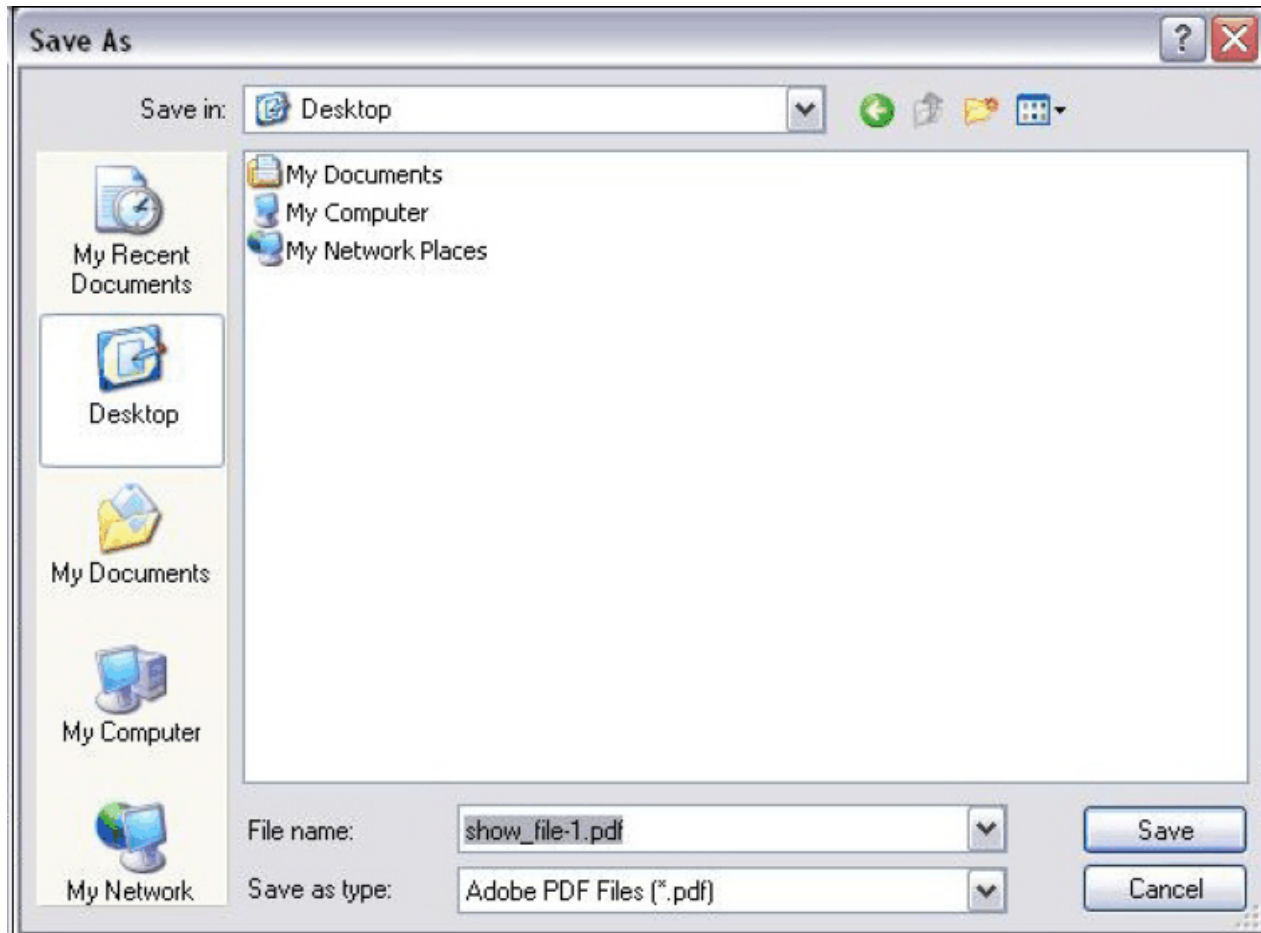 Save As
Save in: Desktop
My Recent
Documents
Desktop
My Documents
My Computer
My Network
My Documents
My Computer
My Network Places
File name: show_file-1.pdf
Save
Save as type: Adobe PDF Files (*.pdf)
Cancel